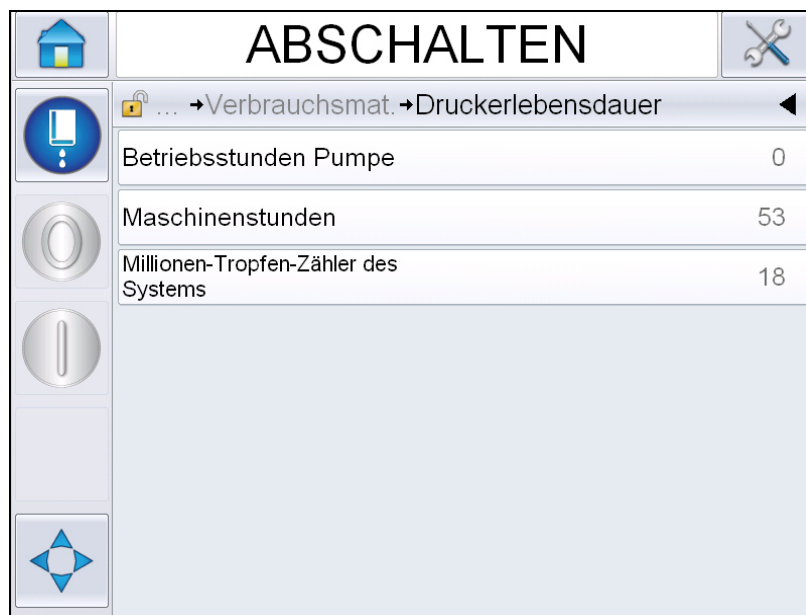 ABSCHALTEN
... →Verbrauchsmat.→Druckerlebensdauer
Betriebsstunden Pumpe 0
Maschinenstunden 53
Millionen-Tropfen-Zähler des
Systems 18